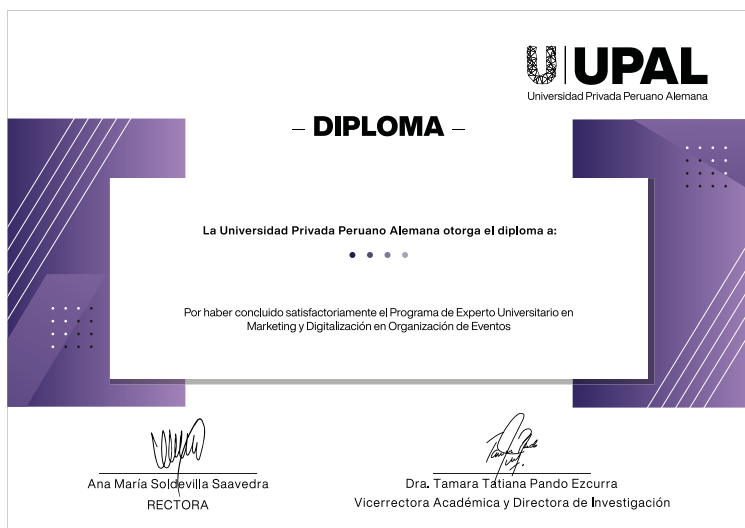 UPAL
Universidad Privada Peruano Alemana
– DIPLOMA –
La Universidad Privada Peruano Alemana otorga el diploma a:
Por haber concluido satisfactoriamente el Programa de Experto Universitario en
Marketing y Digitalización en Organización de Eventos
Ana María Soldevilla Saavedra
RECTORA
Dra. Tamara Tatiana Pando Ezcurra
Vicerrectora Académica y Directora de Investigación